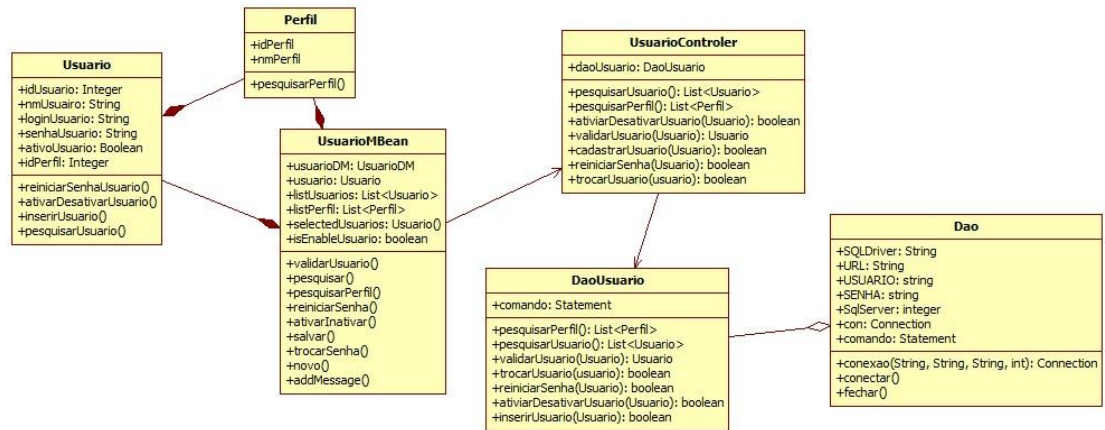 Perfil
+idPerfil
+nmPerfil
+pesquisarPerfil()
Usuario
+idUsuario: Integer
+nmUsuairo: String
+loginUsuario: String
+senhaUsuario: String
+ativoUsuario: Boolean
+idPerfil: Integer
+reiniciarSenhaUsuario()
+ativarDesativarUsuario()
+inserirUsuario()
+pesquisarUsuario()
UsuarioMBean
+usuarioDM: UsuarioDM
+usuario: Usuario
+listUsuarios: List<Usuario>
+listPerfil: List<Perfil>
+selectedUsuarios: Usuario()
+isEnableUsuario: boolean
+validarUsuario()
+pesquisar()
+pesquisarPerfil()
+reiniciarSenha()
+ativarInativar()
+salvar()
+trocarSenha()
+novo()
+addMessage()
UsuarioControler
+daoUsuario: DaoUsuario
+pesquisarUsuario(): List<Usuario>
+pesquisarPerfil(): List<Perfil>
+ativiarDesativarUsuario(Usuario): boolean
+validarUsuario(Usuario): Usuario
+cadastrarUsuario(Usuario): boolean
+reiniciarSenha(Usuario): boolean
+trocarUsuario(usuario): boolean
DaoUsuario
+comando: Statement
+pesquisarPerfil(): List<Perfil>
+pesquisarUsuario(): List<Usuario>
+validarUsuario(Usuario): Usuario
+trocarUsuario(usuario): boolean
+reiniciarSenha(Usuario): boolean
+ativiarDesativarUsuario(Usuario): boolean
+inserirUsuario(Usuario): boolean
Dao
+SQLDriver: String
+URL: String
+USUARIO: string
+SENHA: string
+SqlServer: integer
+con: Connection
+comando: Statement
+conexao(String, String, String, int): Connection
+conectar()
+fechar()